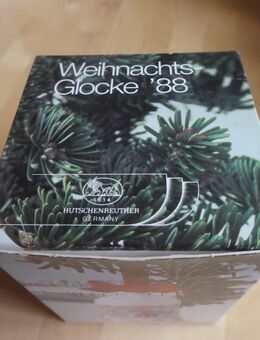 Weihnachts
Glocke '88
1814
HUTSCHENREUTHER
GERMANY